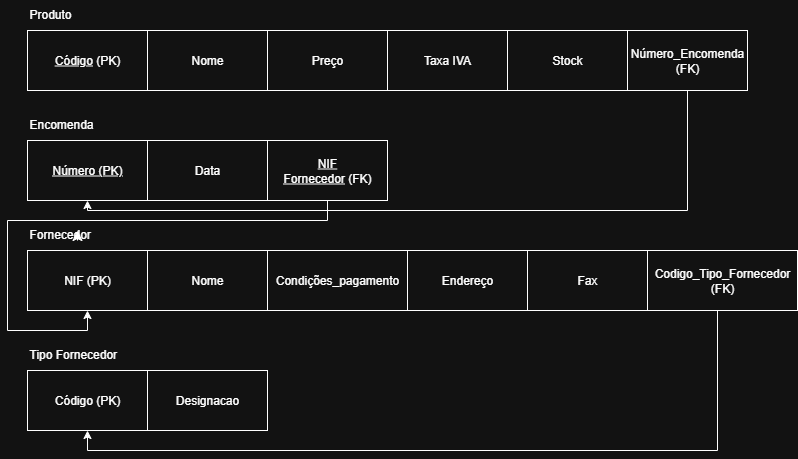 Produto
Código (PK) Nome Preço Taxa IVA Stock Número_Encomenda
(FK)
Encomenda
Número (PK) Data NIF
Fornecedor (FK)
Fornecedor
NIF (PK) Nome Condições_pagamento Endereço Fax Codigo_Tipo_Fornecedor
(FK)
Tipo Fornecedor
Código (PK) Designacao